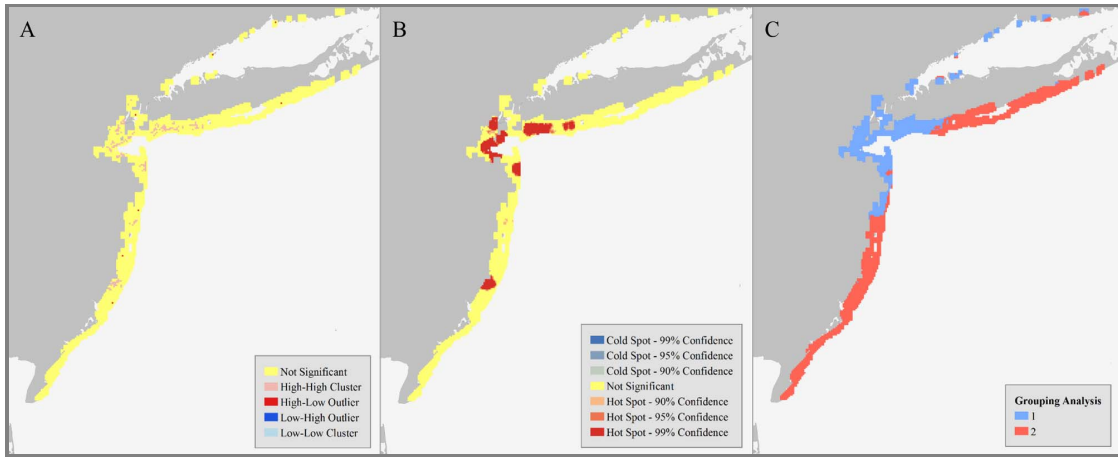 A
B
C
Not Significant
High-High Cluster
High-Low Outlier
Low-High Outlier
Low-Low Cluster
Cold Spot - 99% Confidence
Cold Spot - 95% Confidence
Cold Spot - 90% Confidence
Not Significant
Hot Spot - 90% Confidence
Hot Spot - 95% Confidence
Hot Spot - 99% Confidence
Grouping Analysis
1
2